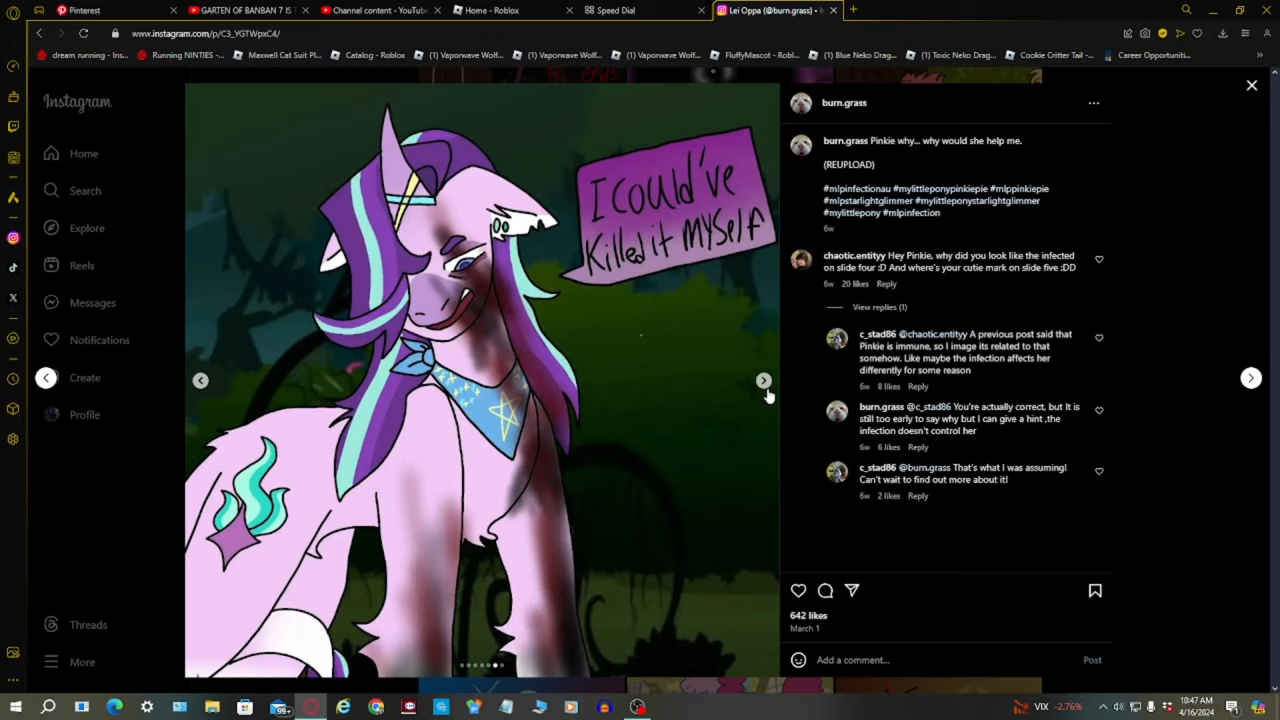 Pinterest
GARTEN OF BANBAN 7 IS T
Channel content - YouTube
Home - Roblox
Speed Dial
Lei Oppa (@burn.grass) •
www.instagram.com/p/C3_YGTWpxC4/
dream running - Ins...
Running NINTIES -...
Maxwell Cat Suit Pl...
Catalog - Roblox
(1) Vaporwave Wolf...
(1) Vaporwave Wolf...
(1) Vaporwave Wolf...
FluffyMascot - Robl...
(1) Blue Neko Drag...
(1) Toxic Neko Drag...
Cookie Critter Tail -...
Career Opportuniti...
Instagram
Home
Search
Explore
Reels
Messages
Notifications
Create
Profile
Threads
More
I could've
Killed it MYSelf
burn.grass
burn.grass Pinkie why... why would she help me.
(REUPLOAD)
#mlpinfectionau #mylittleponypinkiepie #mlppinkiepie
#mlpstarlightglimmer #mylittleponystarlightglimmer
#mylittlepony #mlpinfection
6w
chaotic.entityy Hey Pinkie, why did you look like the infected
on slide four :D And where's your cutie mark on slide five :DD
6w 20 likes Reply
View replies (1)
c_stad86 @chaotic.entityy A previous post said that
Pinkie is immune, so I image its related to that
somehow. Like maybe the infection affects her
differently for some reason
6w 8 likes Reply
burn.grass @c_stad86 You're actually correct, but It is
still too early to say why but I can give a hint ,the
infection doesn't control her
6w 6 likes Reply
c_stad86 @burn.grass That's what I was assuming!
Can't wait to find out more about it!
6w 2 likes Reply
642 likes
March 1
Add a comment...
Post
99+
VIX -2.76%
10:47 AM
4/16/2024